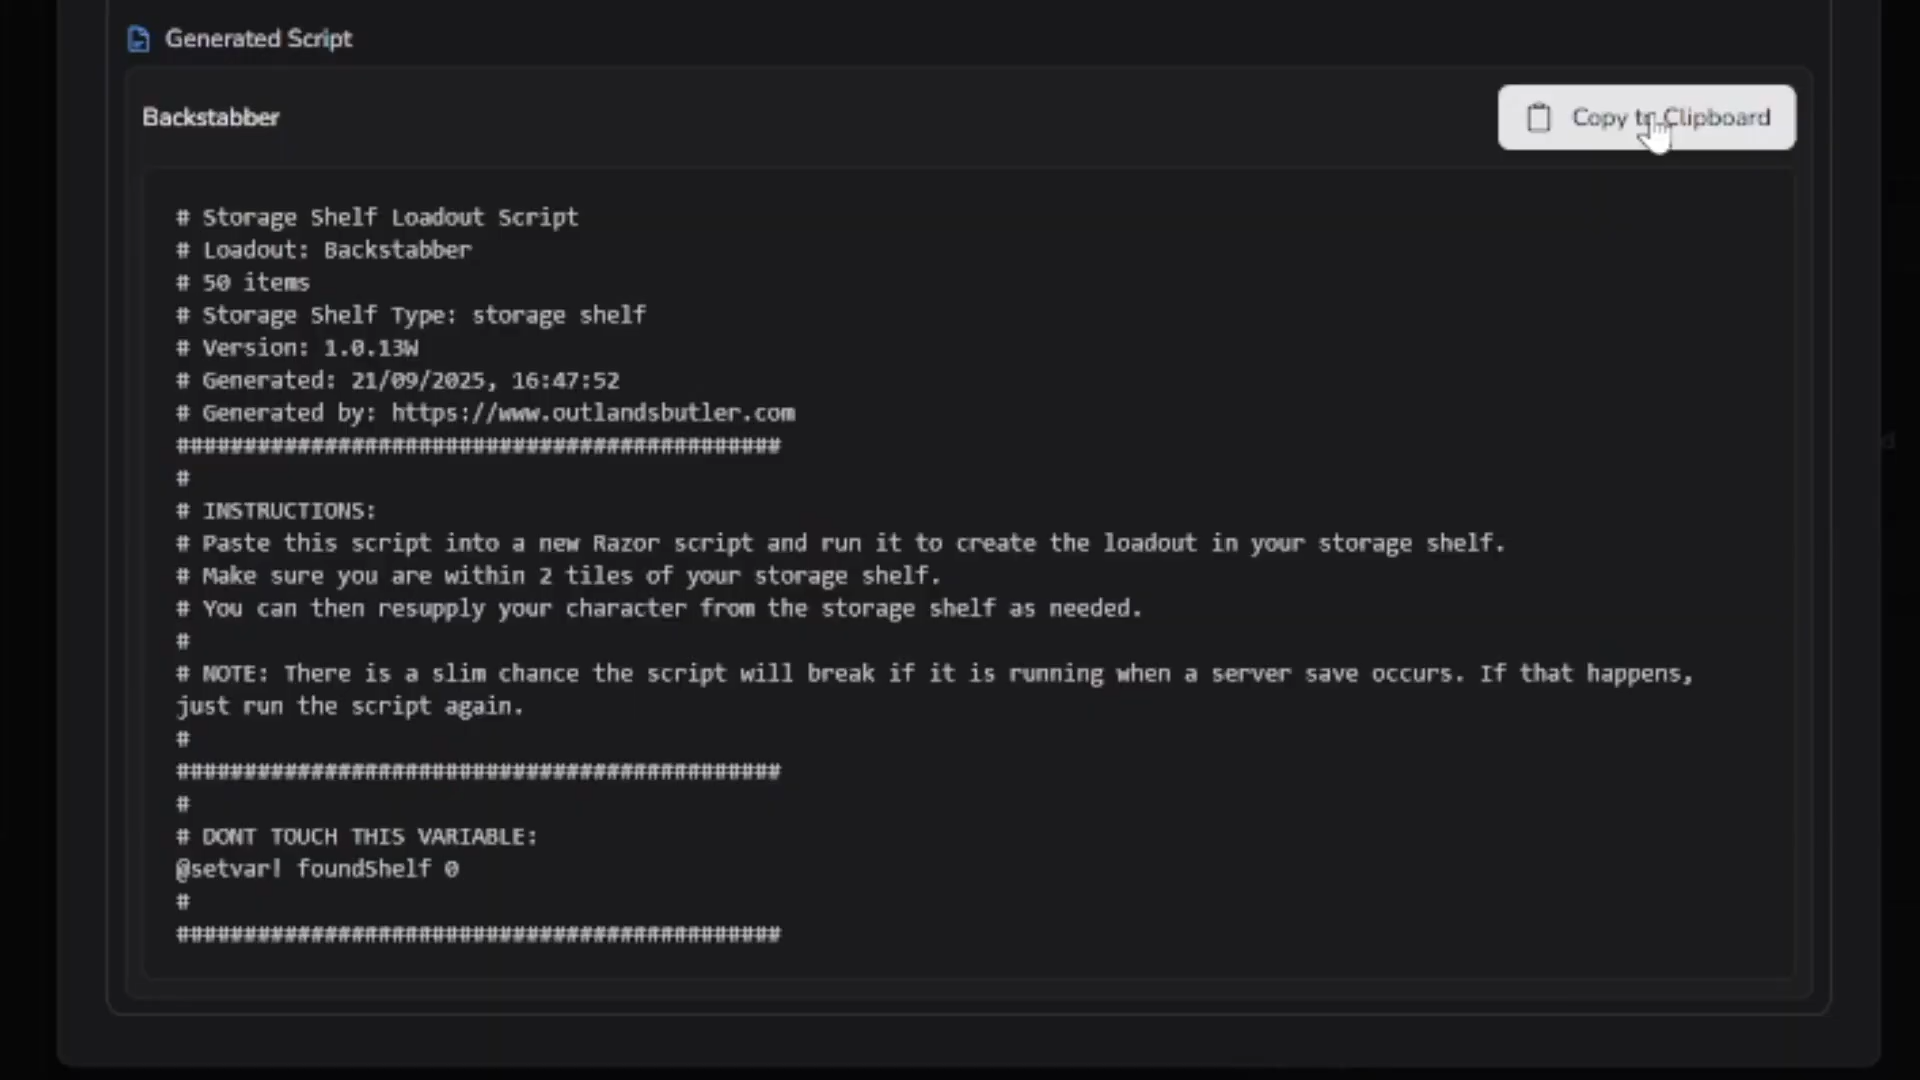 Generated Script
Backstabber
Copy to Clipboard
# Storage Shelf Loadout Script
# Loadout: Backstabber
# 50 items
# Storage Shelf Type: storage shelf
# Version: 1.0.13W
# Generated: 21/09/2025, 16:47:52
# Generated by: https://www.outlandsbutler.com
#############################################
#
# INSTRUCTIONS:
# Paste this script into a new Razor script and run it to create the loadout in your storage shelf.
# Make sure you are within 2 tiles of your storage shelf.
# You can then resupply your character from the storage shelf as needed.
#
# NOTE: There is a slim chance the script will break if it is running when a server save occurs. If that happens,
just run the script again.
#
#############################################
#
# DONT TOUCH THIS VARIABLE:
@setvar! foundShelf 0
#
#############################################